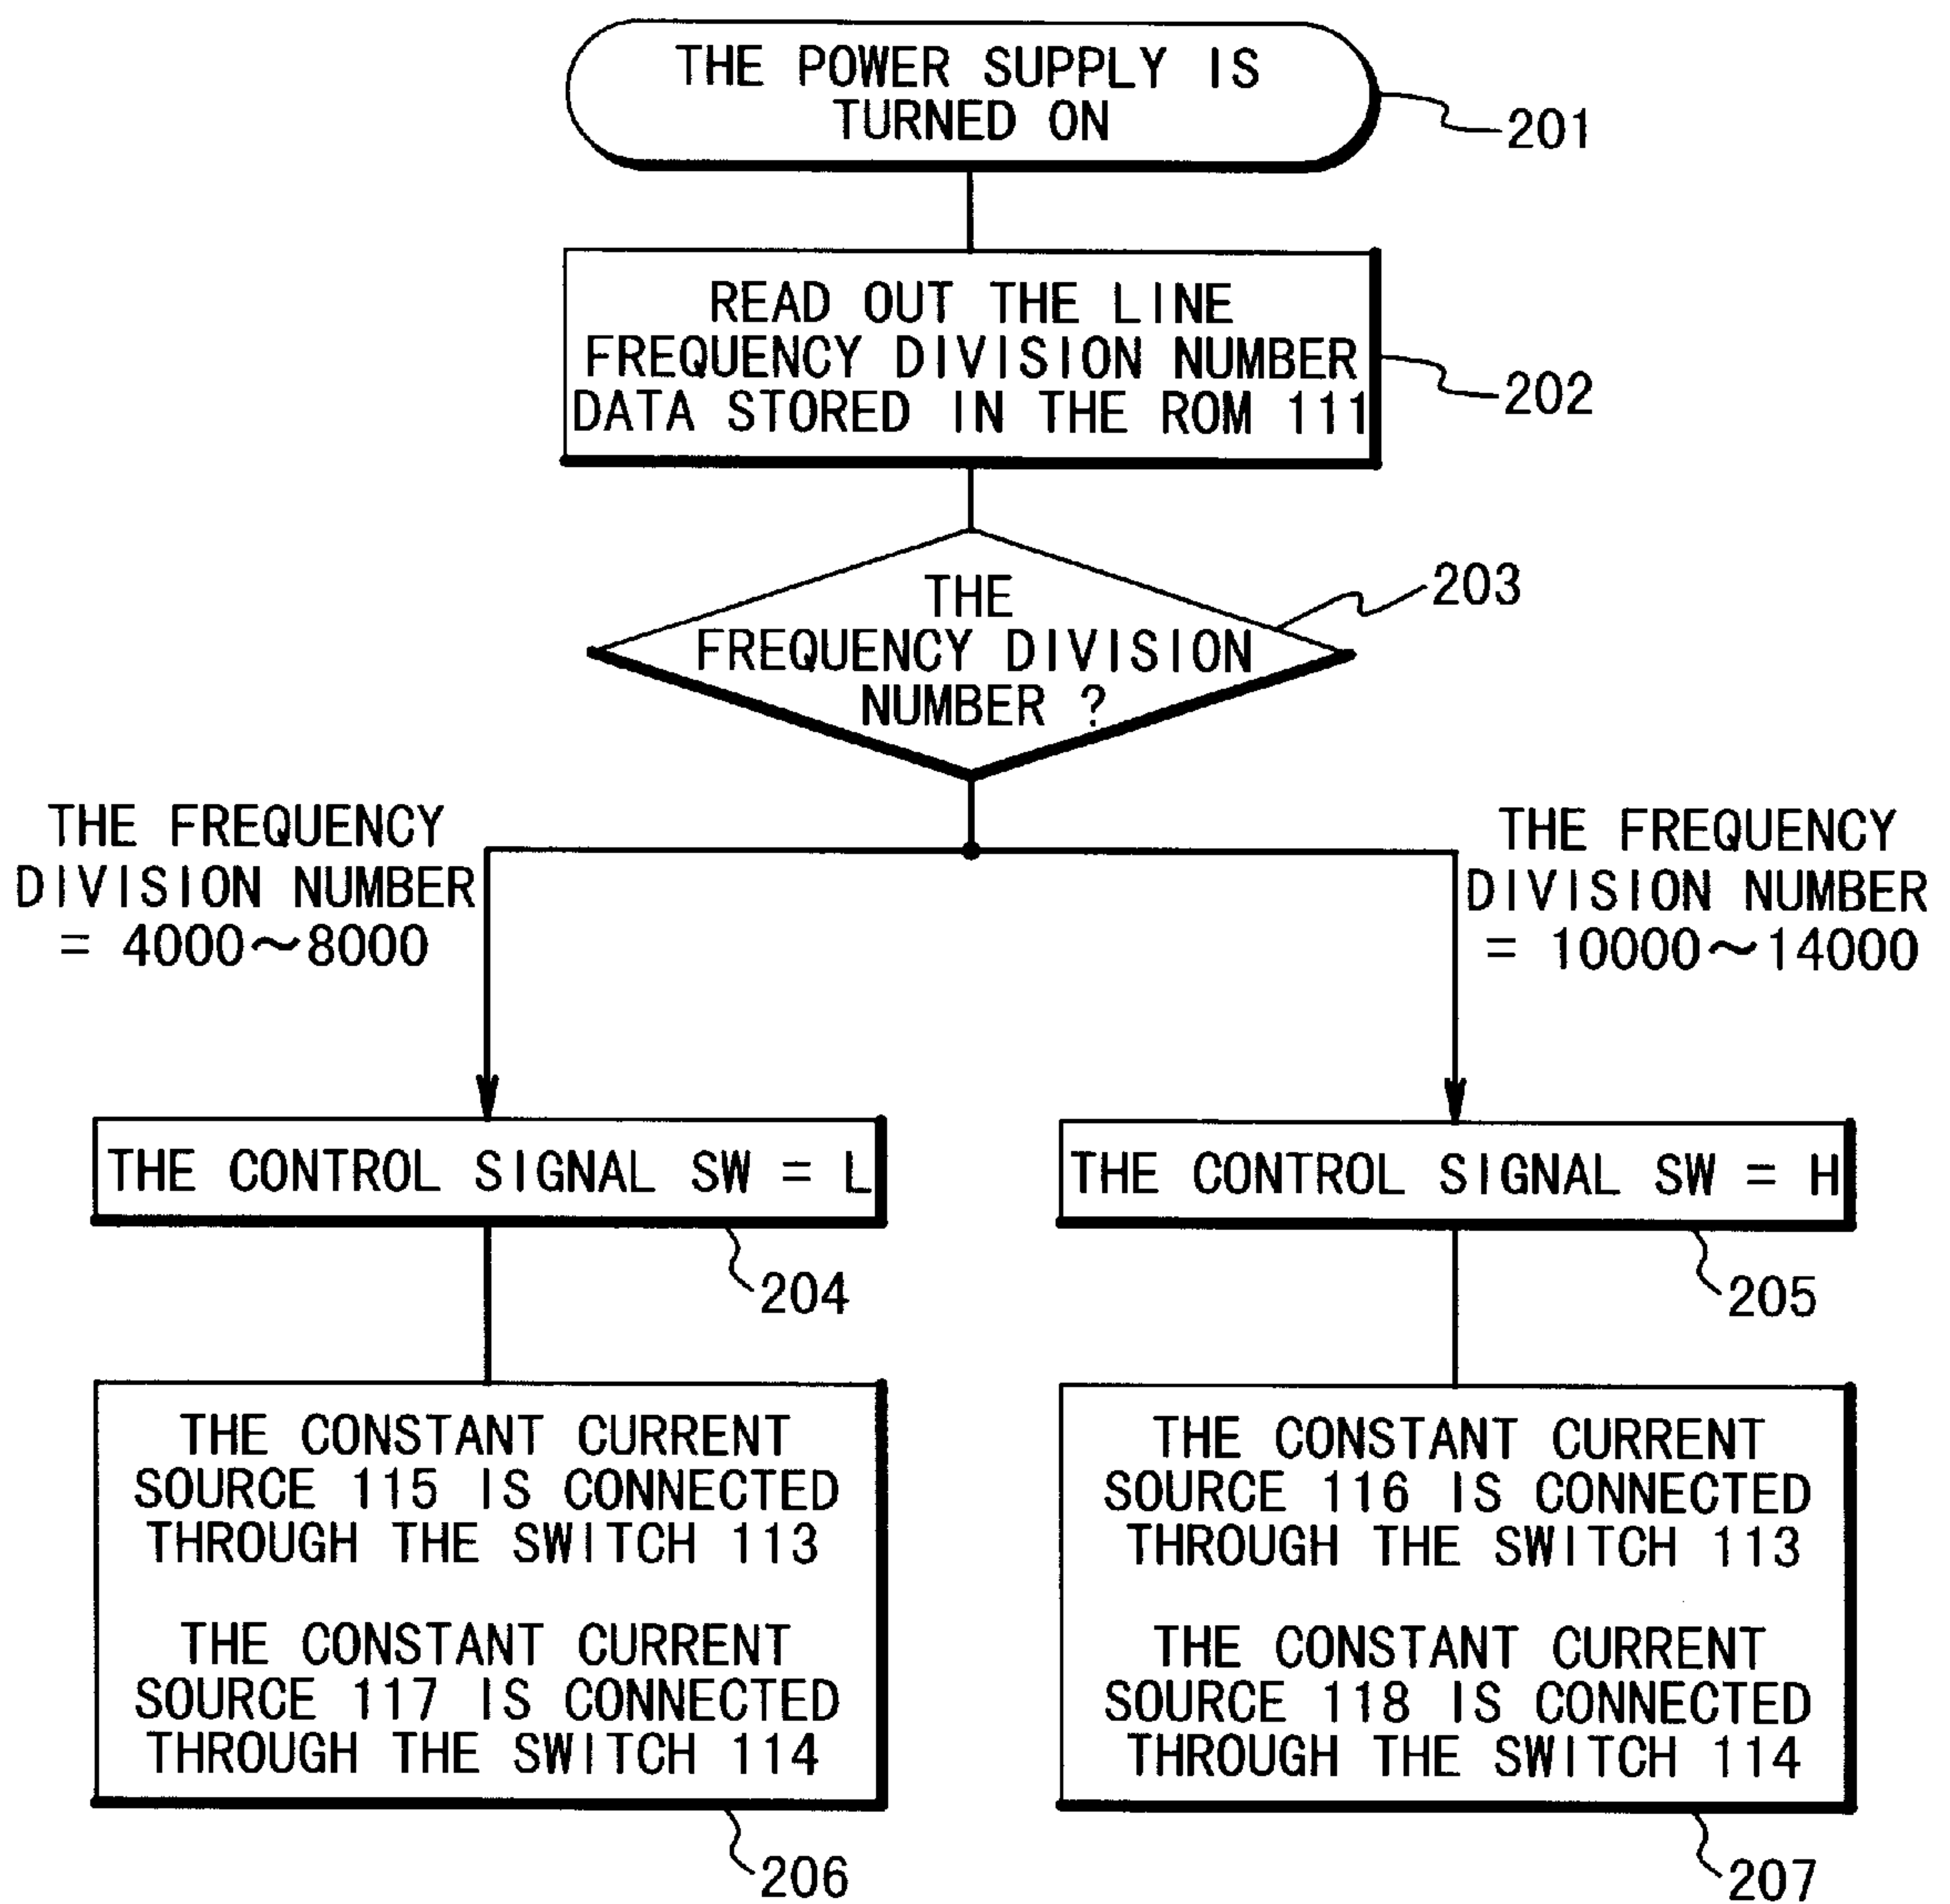 THE POWER SUPPLY IS
TURNED ON
201
READ OUT THE LINE
FREQUENCY DIVISION NUMBER
DATA STORED IN THE ROM 111
202
THE
FREQUENCY DIVISION
NUMBER ?
203
THE FREQUENCY
DIVISION NUMBER
= 4000～8000
THE FREQUENCY
DIVISION NUMBER
= 10000～14000
THE CONTROL SIGNAL SW = L
204
THE CONTROL SIGNAL SW = H
205
THE CONSTANT CURRENT
SOURCE 115 IS CONNECTED
THROUGH THE SWITCH 113
THE CONSTANT CURRENT
SOURCE 117 IS CONNECTED
THROUGH THE SWITCH 114
206
THE CONSTANT CURRENT
SOURCE 116 IS CONNECTED
THROUGH THE SWITCH 113
THE CONSTANT CURRENT
SOURCE 118 IS CONNECTED
THROUGH THE SWITCH 114
207